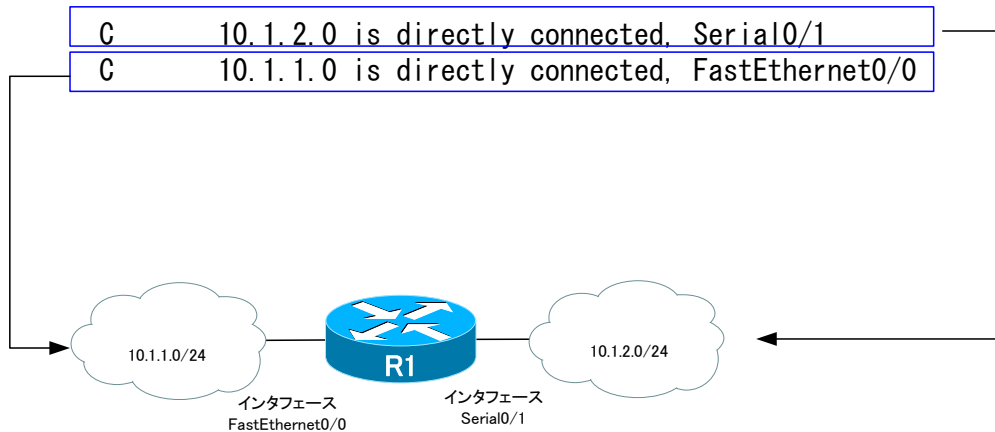 C 10.1.2.0 is directly connected, Serial0/1
C 10.1.1.0 is directly connected, FastEthernet0/0
10.1.1.0/24
R1
10.1.2.0/24
インタフェース
FastEthernet0/0
インタフェース
Serial0/1